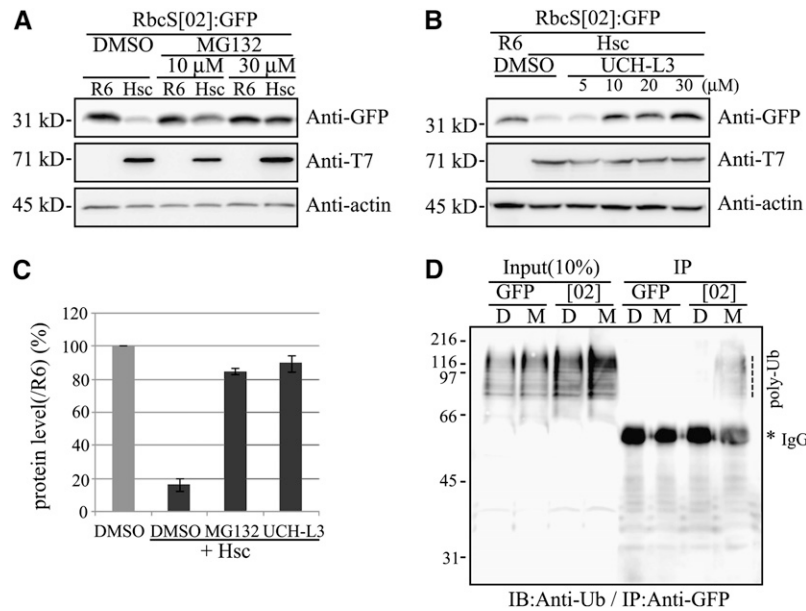 A
RbcS[02]:GFP
DMSO MG132
10 μM 30 μM
R6 Hsc R6 Hsc R6 Hsc
31 kD- Anti-GFP
71 kD- Anti-T7
45 kD- Anti-actin
B
RbcS[02]:GFP
R6 Hsc
DMSO UCH-L3
5 10 20 30 (μM)
31 kD- Anti-GFP
71 kD- Anti-T7
45 kD- Anti-actin
C
protein level(/R6) (%)
120
100
80
60
40
20
0
DMSO DMSO MG132 UCH-L3
+ Hsc
D
Input(10%) IP
GFP [02] GFP [02]
D M D M D M D M
216-
116-
97-
66-
45-
31-
poly-Ub
* IgG
IB:Anti-Ub / IP:Anti-GFP